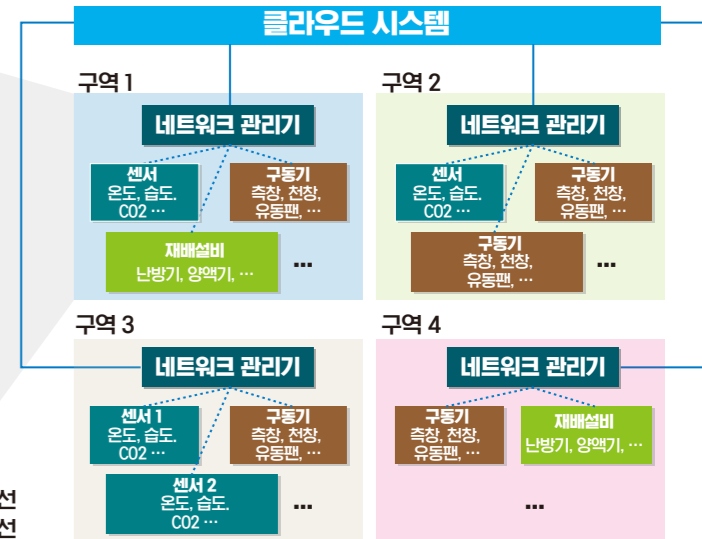 클라우드 시스템
구역 1
네트워크 관리기
센서
온도, 습도.
CO2 …
구동기
측창, 천창,
유동팬, …
재배설비
난방기, 양액기, …
...
구역 2
네트워크 관리기
센서
온도, 습도.
CO2 …
구동기
측창, 천창,
유동팬, …
구동기
측창, 천창,
유동팬, …
...
구역 3
네트워크 관리기
센서 1
온도, 습도.
CO2 …
구동기
측창, 천창,
유동팬, …
센서 2
온도, 습도.
CO2 …
...
구역 4
네트워크 관리기
구동기
측창, 천창,
유동팬, …
재배설비
난방기, 양액기, …
...
선
선